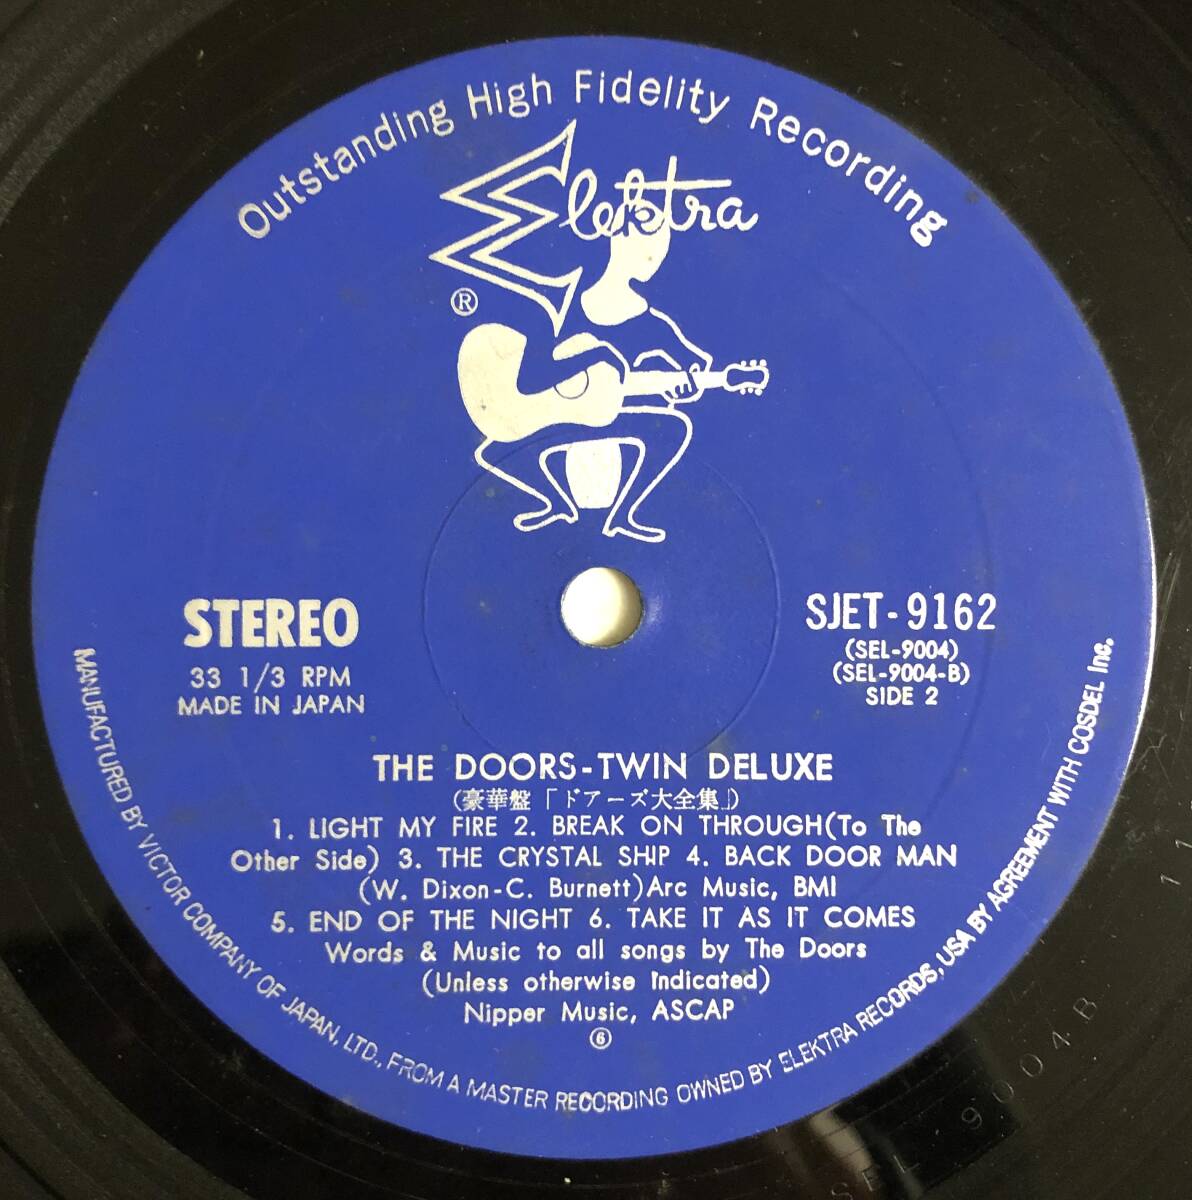 Outstanding High Fidelity Recording
Elektra
®
STEREO
33 1/3 RPM
MADE IN JAPAN
SJET-9162
(SEL-9004)
(SEL-9004-B)
SIDE 2
THE DOORS-TWIN DELUXE
(豪華盤「ドアーズ大全集」)
1. LIGHT MY FIRE 2. BREAK ON THROUGH(To The
Other Side) 3. THE CRYSTAL SHIP 4. BACK DOOR MAN
(W. Dixon-C. Burnett)Arc Music, BMI
5. END OF THE NIGHT 6. TAKE IT AS IT COMES
Words & Music to all songs by The Doors
(Unless otherwise Indicated)
Nipper Music, ASCAP
⑥
MANUFACTURED BY VICTOR COMPANY OF JAPAN, LTD., FROM A MASTER RECORDING OWNED BY ELEKTRA RECORDS, USA BY AGREEMENT WITH COSDEL Inc.
SEL-9004B 11